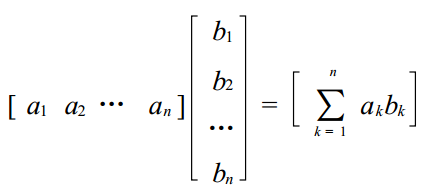 [ a₁ a₂ ⋯ aₙ ] [ b₁ b₂ ⋯ bₙ ] = [ ∑ₖ₌₁ⁿ aₖbₖ ]